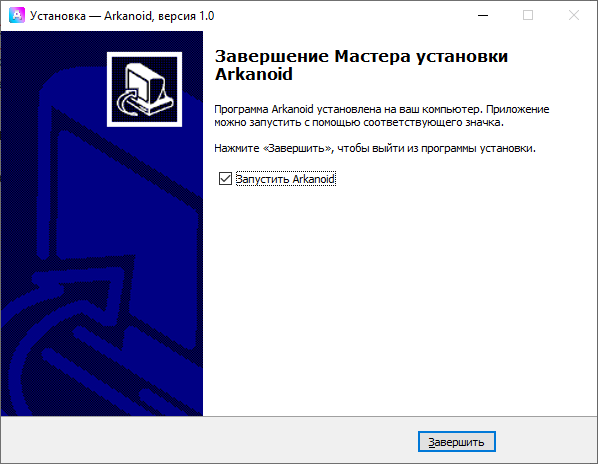 Установка — Arkanoid, версия 1.0
Завершение Мастера установки
Arkanoid
Программа Arkanoid установлена на ваш компьютер. Приложение
можно запустить с помощью соответствующего значка.
Нажмите «Завершить», чтобы выйти из программы установки.
Запустить Arkanoid
Завершить